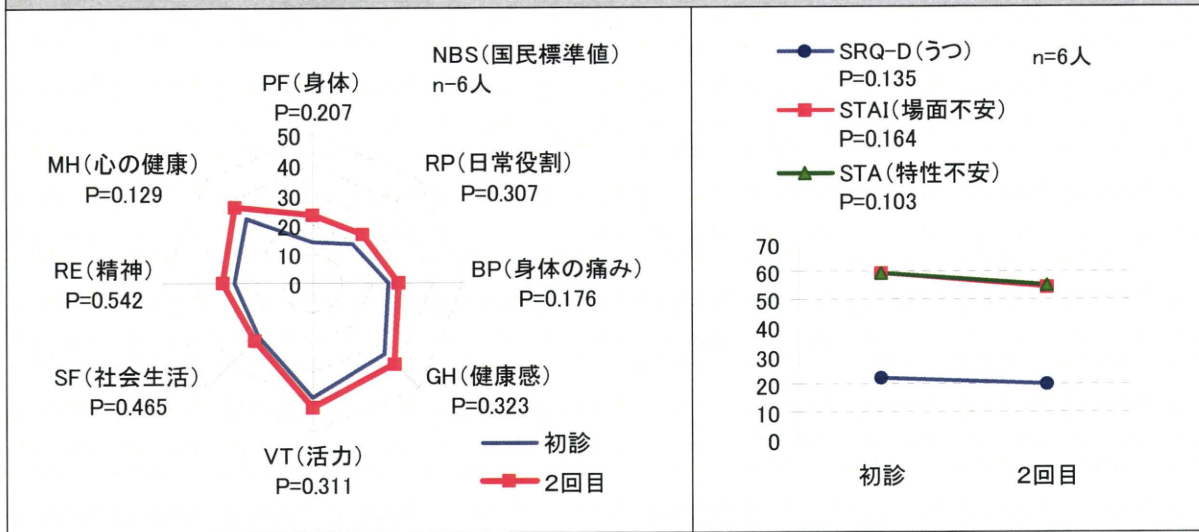 NBS(国民標準値)
n-6人
PF(身体)
P=0.207
50
40
30
20
10
0
RP(日常役割)
P=0.307
BP(身体の痛み)
P=0.176
GH(健康感)
P=0.323
VT(活力)
P=0.311
SF(社会生活)
P=0.465
RE(精神)
P=0.542
MH(心の健康)
P=0.129
初診
2回目
SRQ-D(うつ)
P=0.135
n=6人
STAI(場面不安)
P=0.164
STA(特性不安)
P=0.103
70
60
50
40
30
20
10
0
初診
2回目